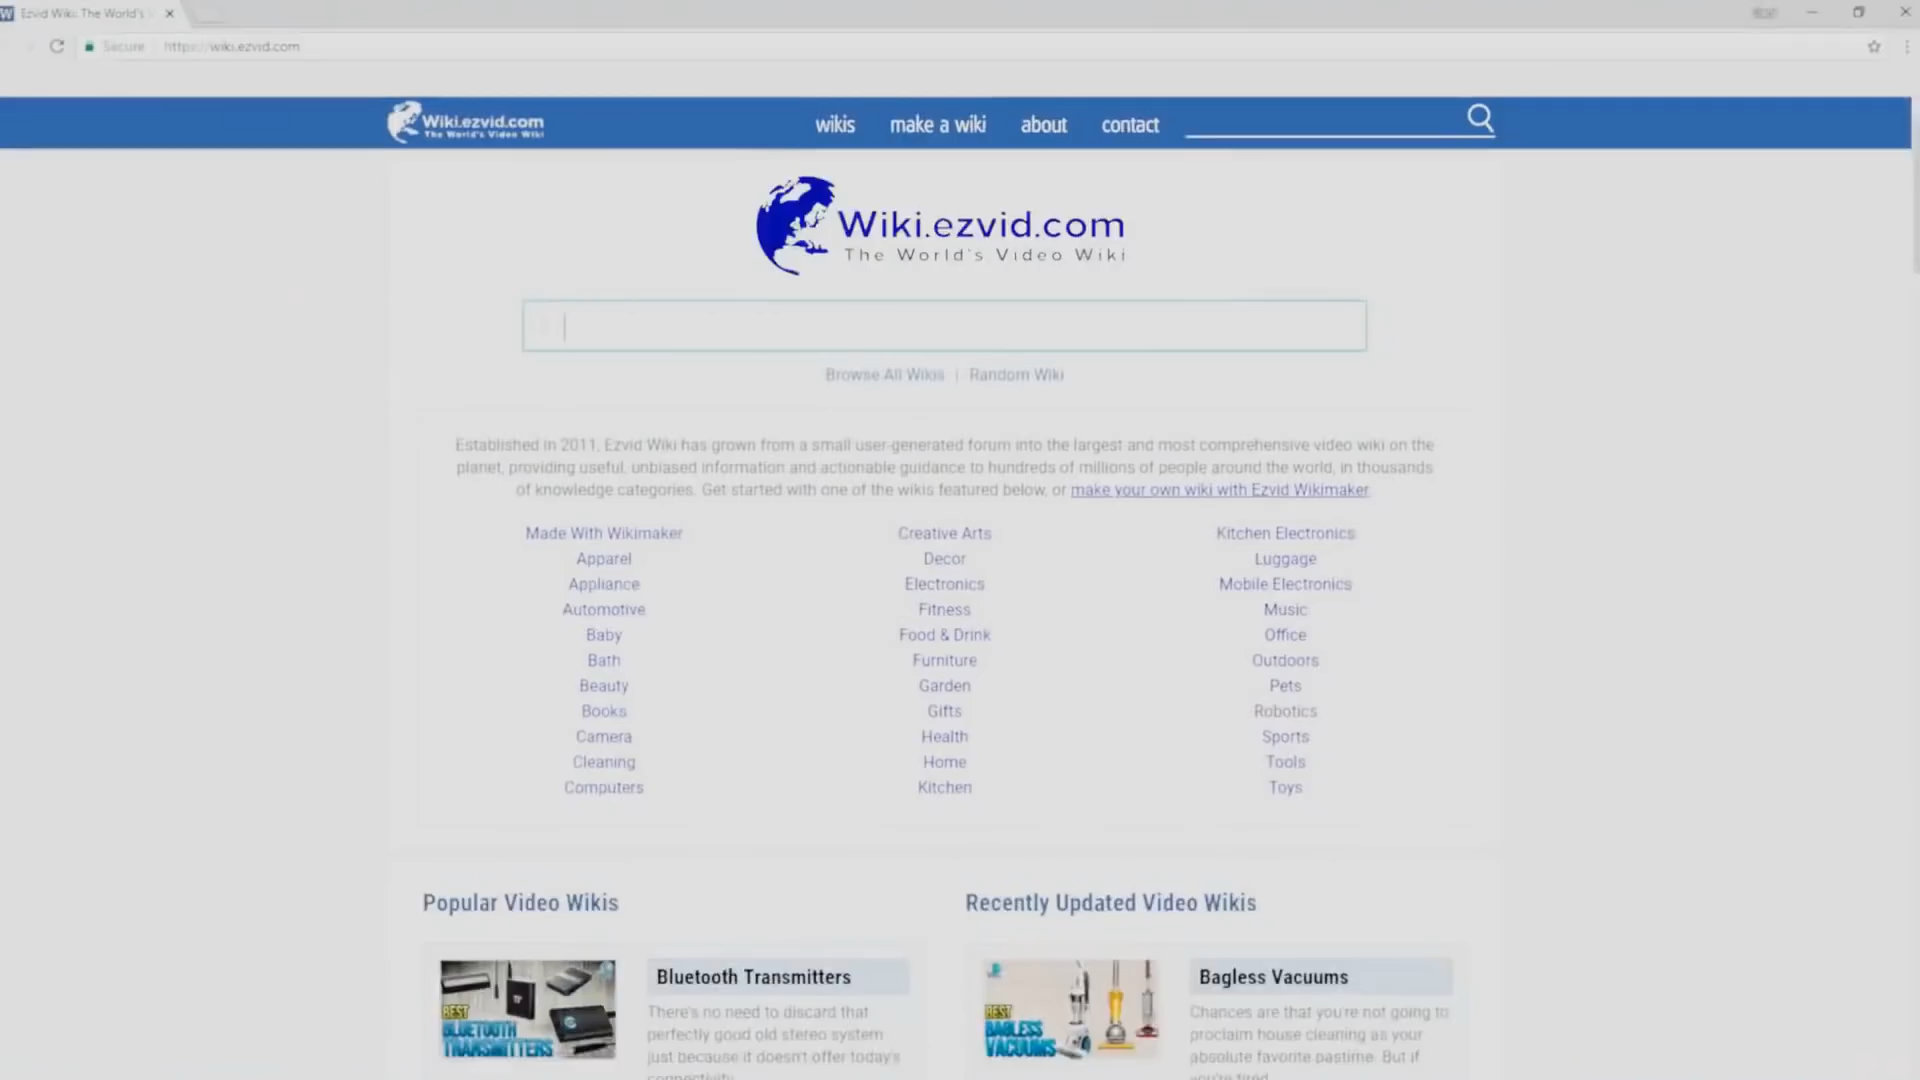 Ezvid Wiki: The World's
Secure https://wiki.ezvid.com
Wiki.ezvid.com
The World's Video Wiki
wikis make a wiki about contact
Wiki.ezvid.com
The World's Video Wiki
Browse All Wikis | Random Wiki
Established in 2011, Ezvid Wiki has grown from a small user-generated forum into the largest and most comprehensive video wiki on the
planet, providing useful, unbiased information and actionable guidance to hundreds of millions of people around the world, in thousands
of knowledge categories. Get started with one of the wikis featured below, or make your own wiki with Ezvid Wikimaker.
Made With Wikimaker
Apparel
Appliance
Automotive
Baby
Bath
Beauty
Books
Camera
Cleaning
Computers
Creative Arts
Decor
Electronics
Fitness
Food & Drink
Furniture
Garden
Gifts
Health
Home
Kitchen
Kitchen Electronics
Luggage
Mobile Electronics
Music
Office
Outdoors
Pets
Robotics
Sports
Tools
Toys
Popular Video Wikis
BEST
BLUETOOTH
TRANSMITTERS
Bluetooth Transmitters
There's no need to discard that
perfectly good old stereo system
just because it doesn't offer today's
connectivity.
Recently Updated Video Wikis
BEST
BAGLESS
VACUUMS
Bagless Vacuums
Chances are that you're not going to
proclaim house cleaning as your
absolute favorite pastime. But if
you're tired